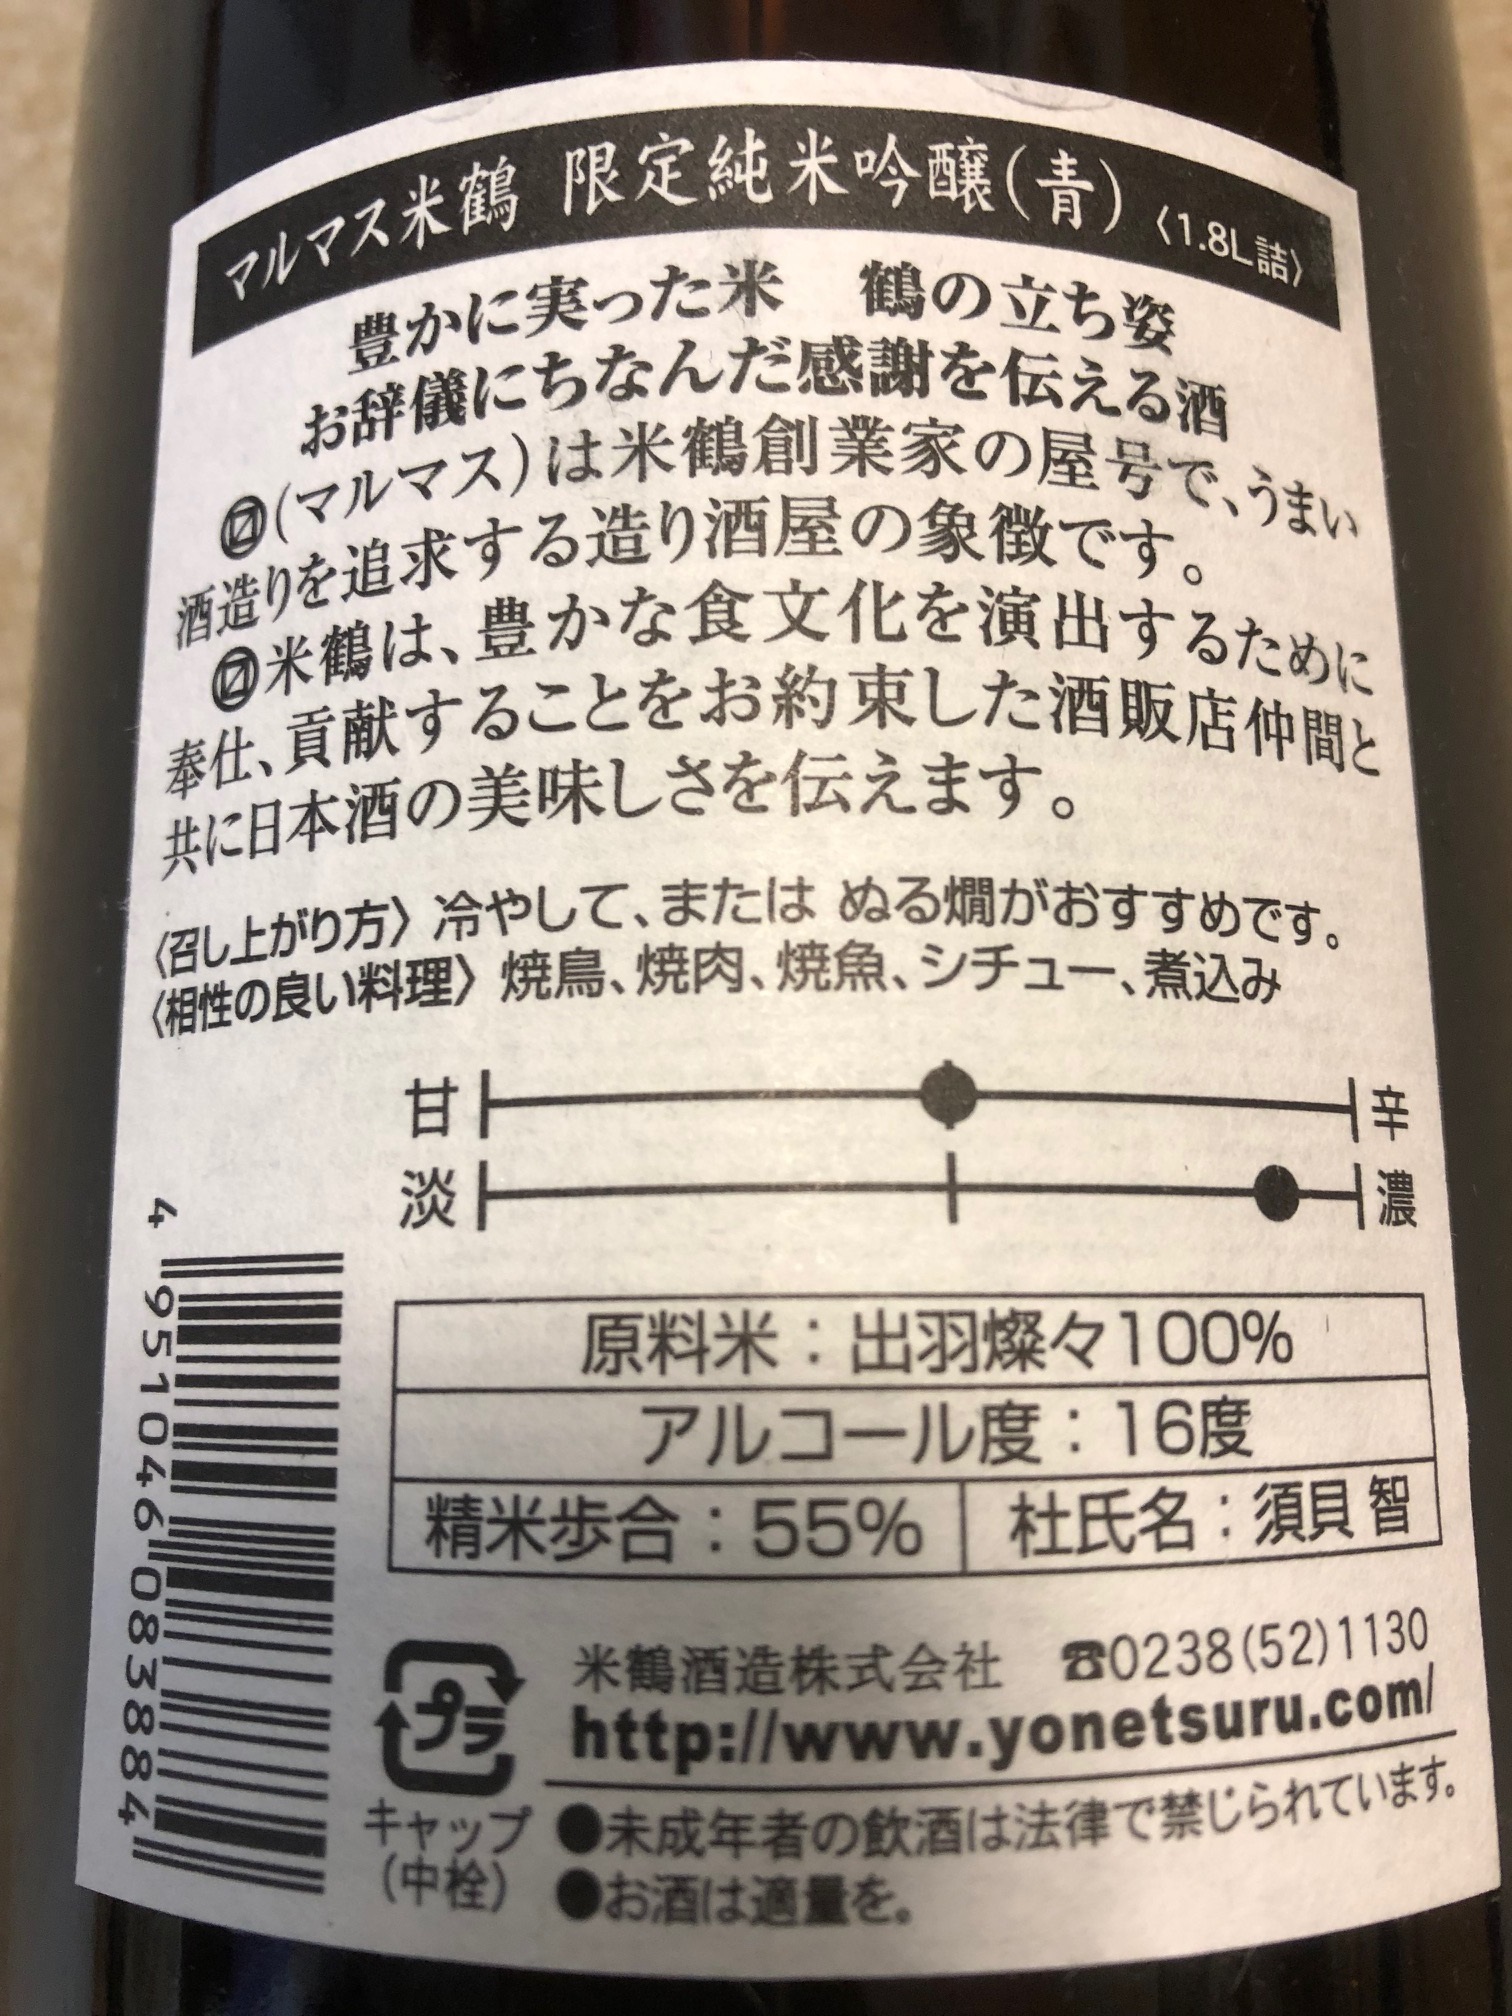 マルマス米鶴 限定純米吟醸(青) 〈1.8L詰〉
豊かに実った米 鶴の立ち姿
お辞儀にちなんだ感謝を伝える酒
(マルマス)は米鶴創業家の屋号で、うまい
酒造りを追求する造り酒屋の象徴です。
米鶴は、豊かな食文化を演出するために
奉仕、貢献することをお約束した酒販店仲間と
共に日本酒の美味しさを伝えます。
〈召し上がり方〉冷やして、または ぬる燗がおすすめです。
〈相性の良い料理〉焼鳥、焼肉、焼魚、シチュー、煮込み
甘 辛
淡 濃
原料米:出羽燦々100%
アルコール度:16度
精米歩合:55% 杜氏名:須貝 智
4 951046 083884
プラ
キャップ
(中栓)
米鶴酒造株式会社 ☎0238(52)1130
http://www.yonetsuru.com/
●未成年者の飲酒は法律で禁じられています。
●お酒は適量を。